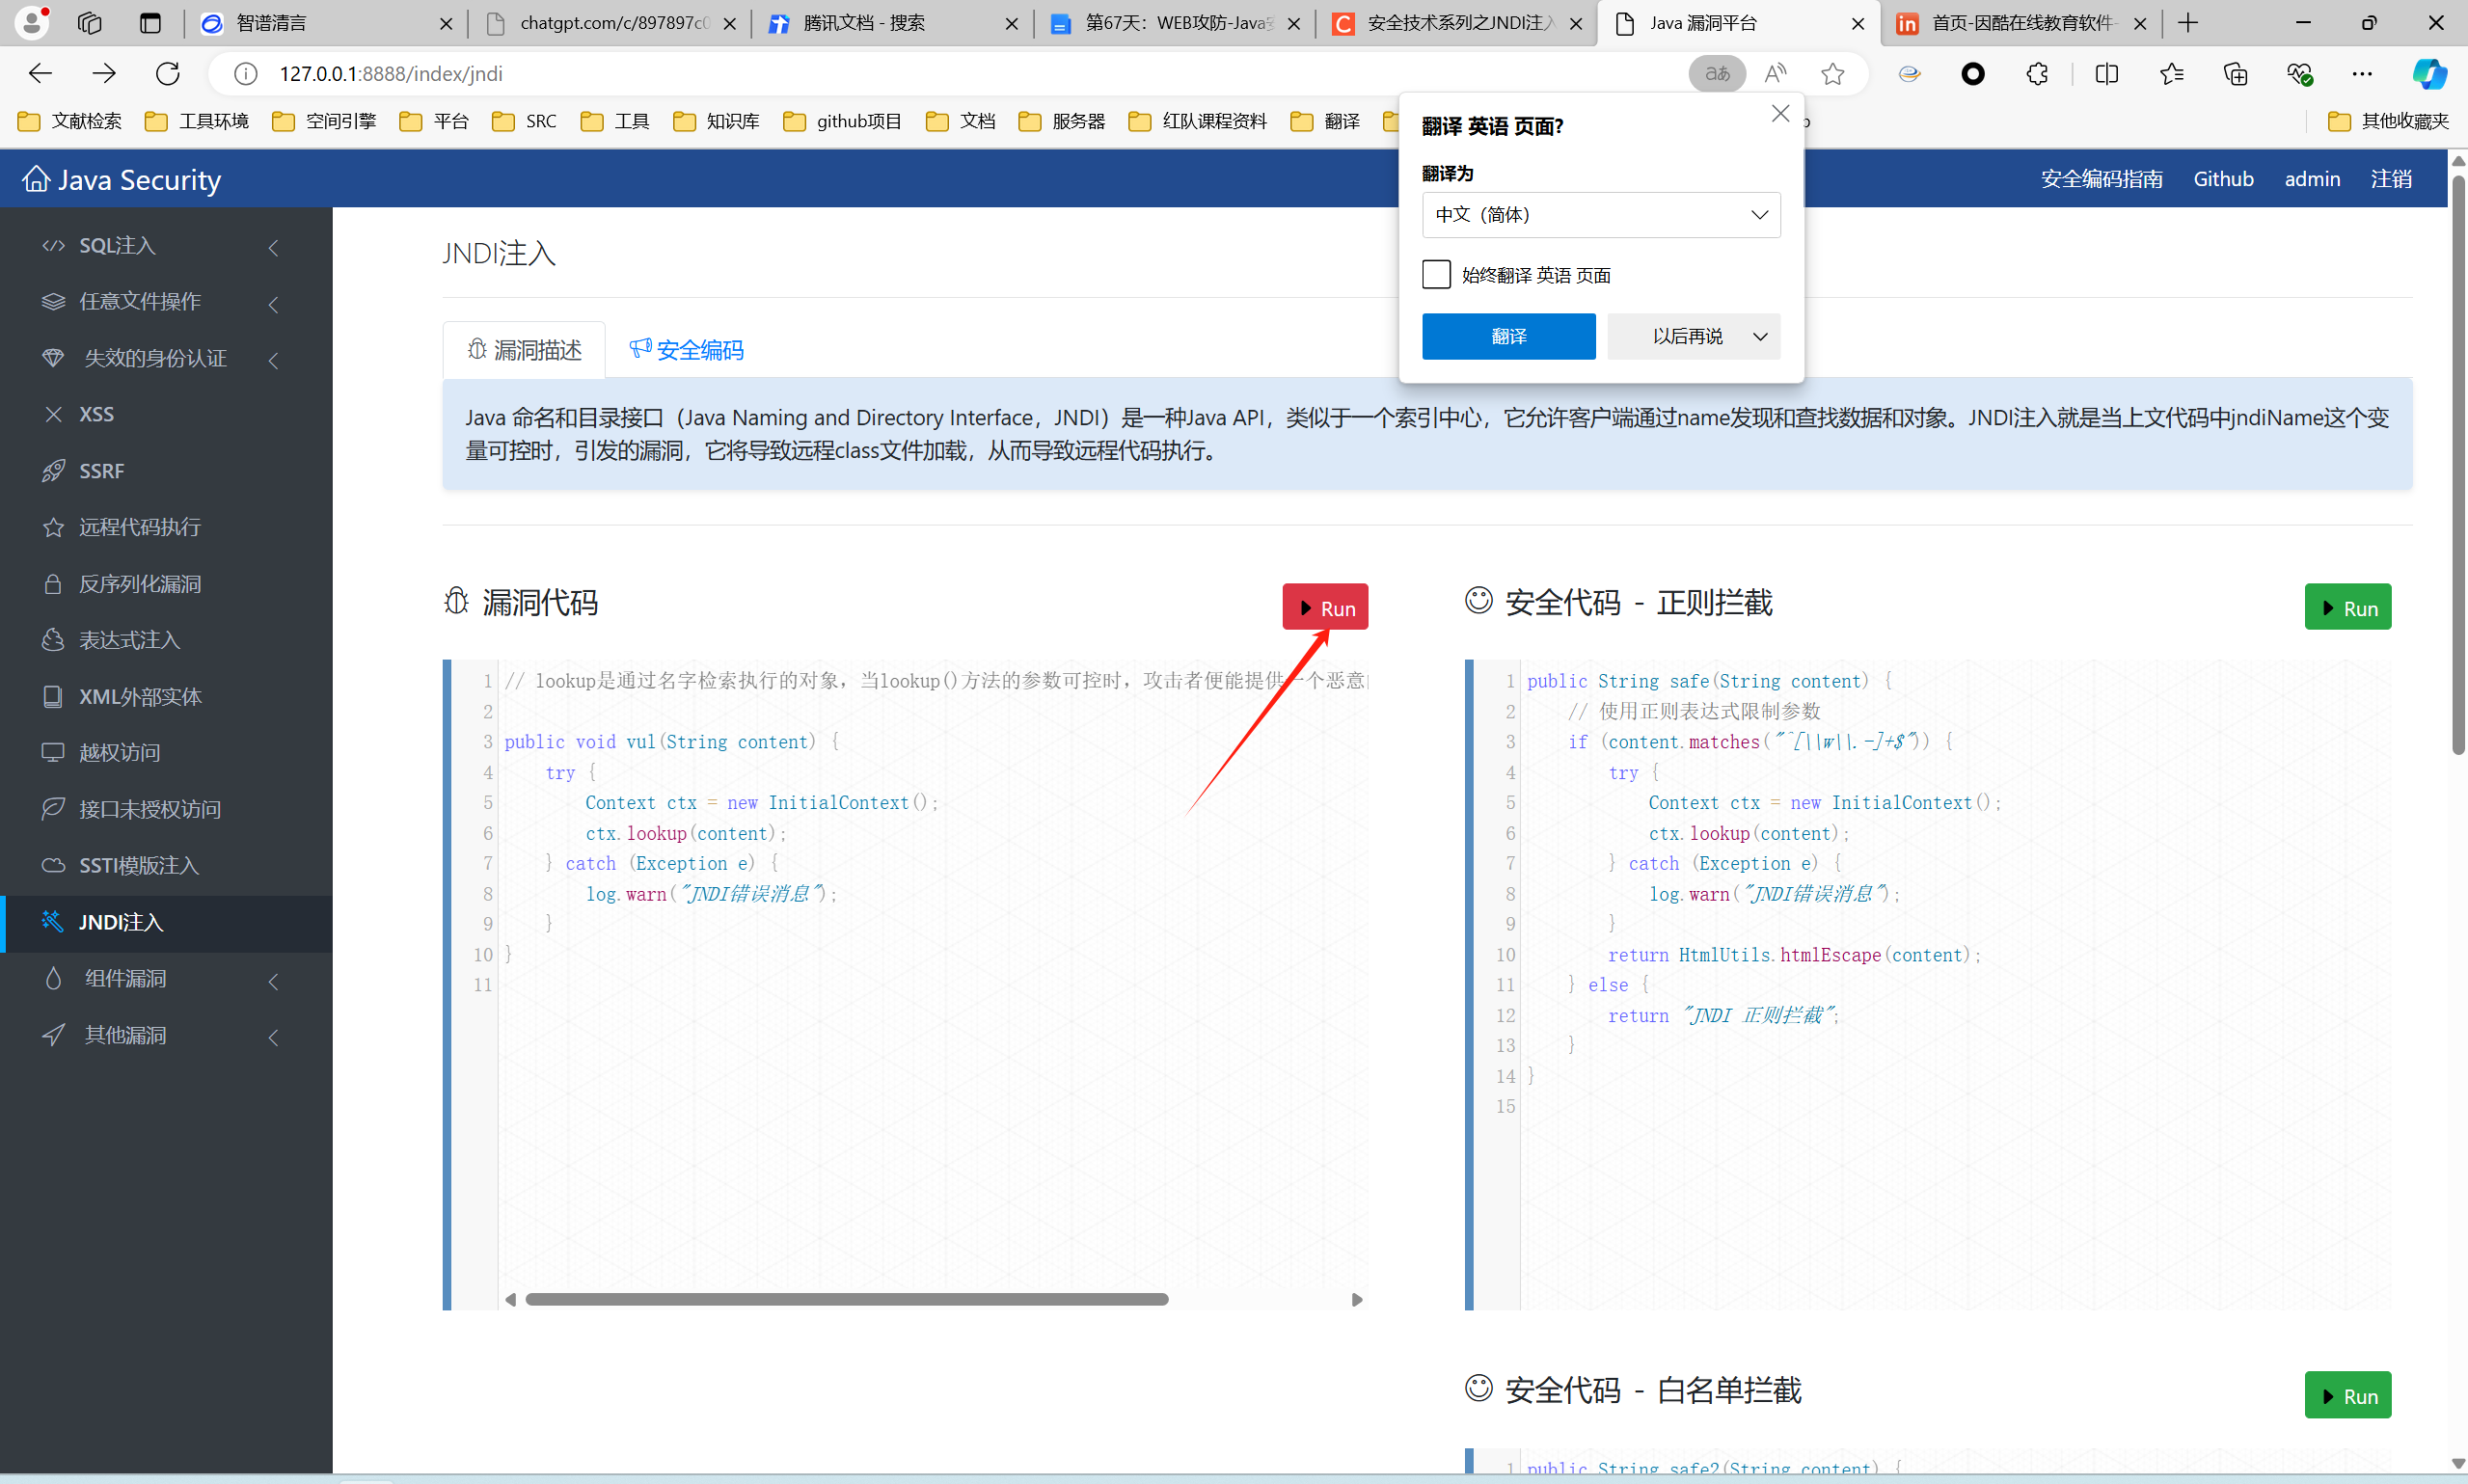 智谱清言
chatgpt.com/c/897897c0
腾讯文档 - 搜索
第67天：WEB攻防-Java安
安全技术系列之JNDI注入
Java 漏洞平台
首页-因酷在线教育软件-
127.0.0.1:8888/index/jndi
文献检索
工具环境
空间引擎
平台
SRC
工具
知识库
github项目
文档
服务器
红队课程资料
翻译
其他收藏夹
翻译 英语 页面?
翻译为
中文（简体）
始终翻译 英语 页面
翻译
以后再说
Java Security
安全编码指南
Github
admin
注销
SQL注入
任意文件操作
失效的身份认证
XSS
SSRF
远程代码执行
反序列化漏洞
表达式注入
XML外部实体
越权访问
接口未授权访问
SSTI模版注入
JNDI注入
组件漏洞
其他漏洞
JNDI注入
漏洞描述
安全编码
Java 命名和目录接口（Java Naming and Directory Interface，JNDI）是一种Java API，类似于一个索引中心，它允许客户端通过name发现和查找数据和对象。JNDI注入就是当上文代码中jndiName这个变
量可控时，引发的漏洞，它将导致远程class文件加载，从而导致远程代码执行。
漏洞代码
Run
1 // lookup是通过名字检索执行的对象，当lookup()方法的参数可控时，攻击者便能提供一个恶意
2
3 public void vul(String content) {
4     try {
5         Context ctx = new InitialContext();
6         ctx.lookup(content);
7     } catch (Exception e) {
8         log.warn("JNDI错误消息");
9     }
10 }
11
安全代码 - 正则拦截
Run
1 public String safe(String content) {
2     // 使用正则表达式限制参数
3     if (content.matches("^[\\w\\.-]+$")) {
4         try {
5             Context ctx = new InitialContext();
6             ctx.lookup(content);
7         } catch (Exception e) {
8             log.warn("JNDI错误消息");
9         }
10         return HtmlUtils.htmlEscape(content);
11     } else {
12         return "JNDI 正则拦截";
13     }
14 }
15
安全代码 - 白名单拦截
Run
1 public String safe2(String content) {